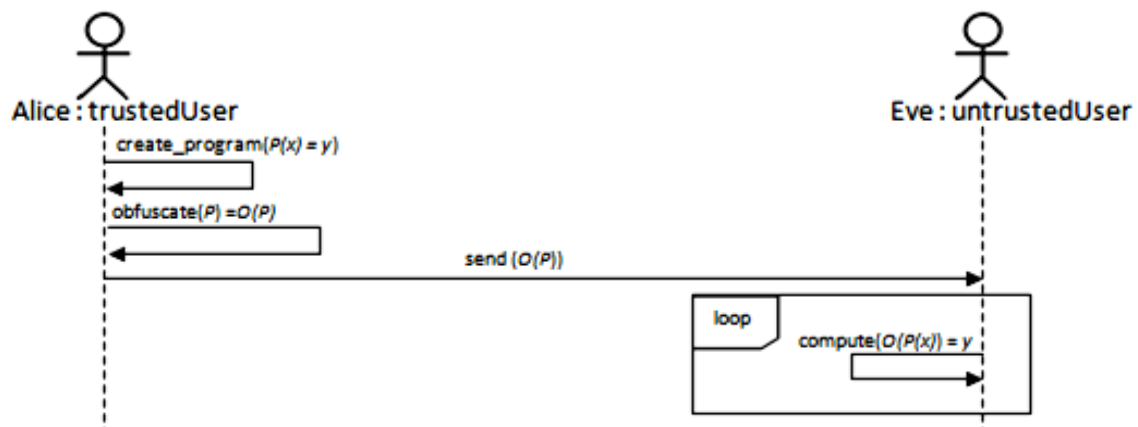 Alice : trustedUser
Eve : untrustedUser
create_program(P(x) = y)
obfuscate(P) =O(P)
send (O(P))
loop
compute(O(P(x)) = y